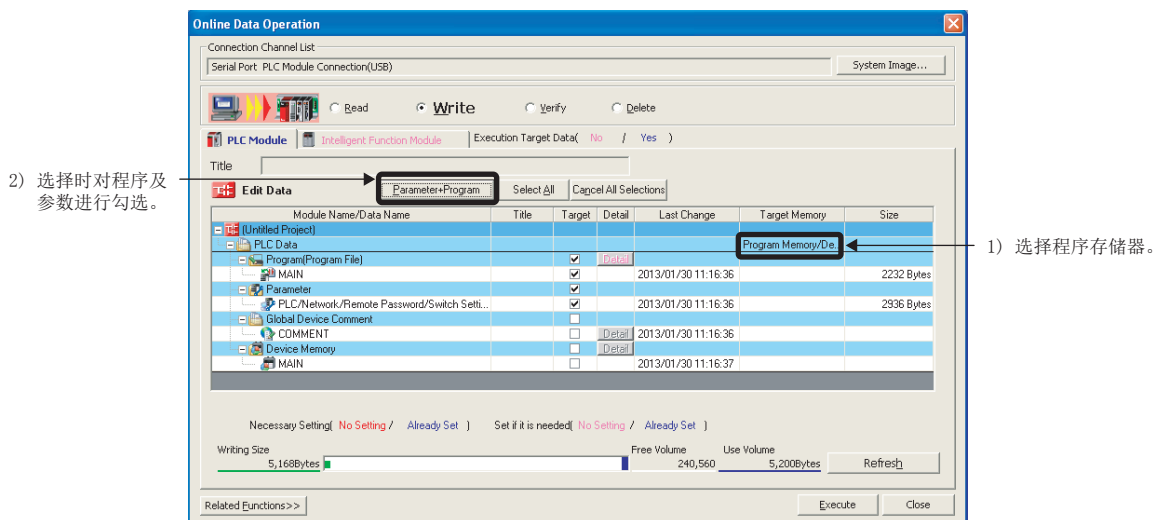 Online Data Operation
Connection Channel List
Serial Port PLC Module Connection(USB)
System Image...
Read
Write
Verify
Delete
PLC Module
Intelligent Function Module
Execution Target Data( No / Yes )
Title
2) 选择时对程序及
参数进行勾选。
Edit Data
Parameter+Program
Select All
Cancel All Selections
Module Name/Data Name Title Target Detail Last Change Target Memory Size
(Untitled Project)
PLC Data Program Memory/De...
1) 选择程序存储器。
Program(Program File) Detail
MAIN 2013/01/30 11:16:36 2232 Bytes
Parameter
PLC/Network/Remote Password/Switch Setti... 2013/01/30 11:16:36 2936 Bytes
Global Device Comment
COMMENT Detail 2013/01/30 11:16:36
Device Memory Detail
MAIN 2013/01/30 11:16:37
Necessary Setting( No Setting / Already Set ) Set if it is needed( No Setting / Already Set )
Writing Size Free Volume Use Volume
5,168Bytes 240,560 5,200Bytes Refresh
Related Functions>> Execute Close